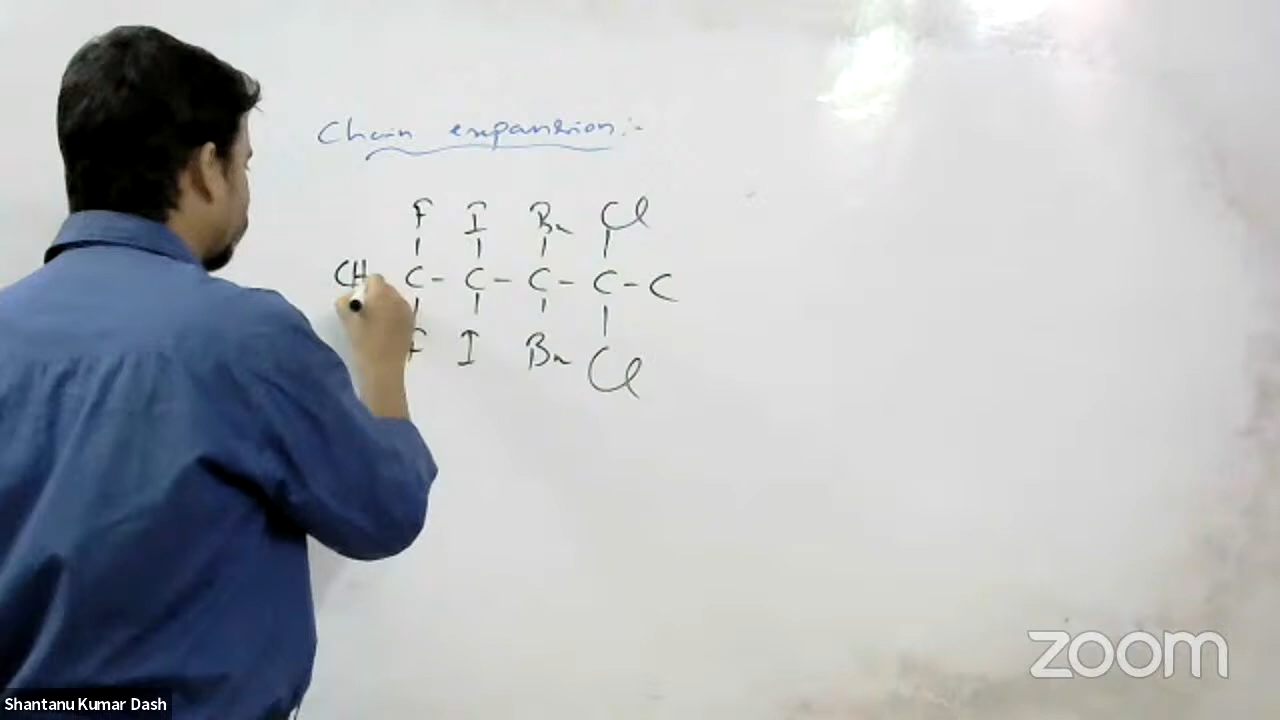 Chain expansion :-
F I Br Cl
CH C - C - C - C - C
F I Br Cl
zoom
Shantanu Kumar Dash